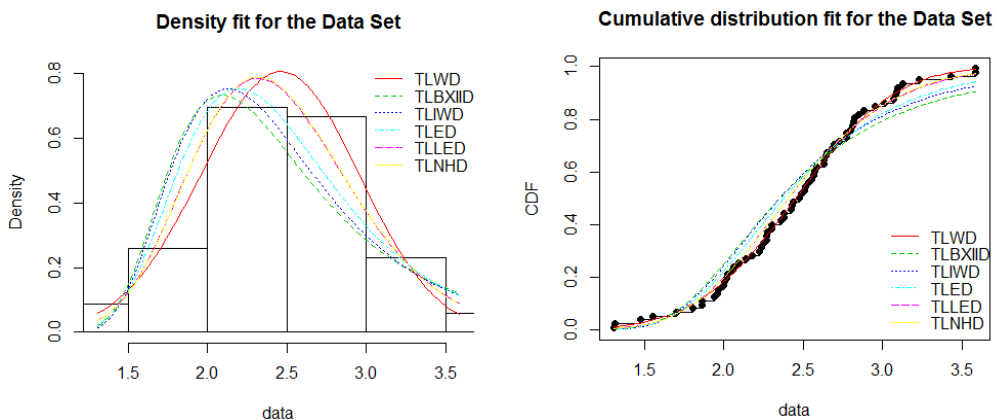 Density fit for the Data Set
Density
0.0
0.2
0.4
0.6
0.8
1.5
2.0
2.5
3.0
3.5
data
TLWD
TLBXIID
TLIWD
TLED
TLLED
TLNHD
Cumulative distribution fit for the Data Set
CDF
0.0
0.2
0.4
0.6
0.8
1.0
1.5
2.0
2.5
3.0
3.5
data
TLWD
TLBXIID
TLIWD
TLED
TLLED
TLNHD